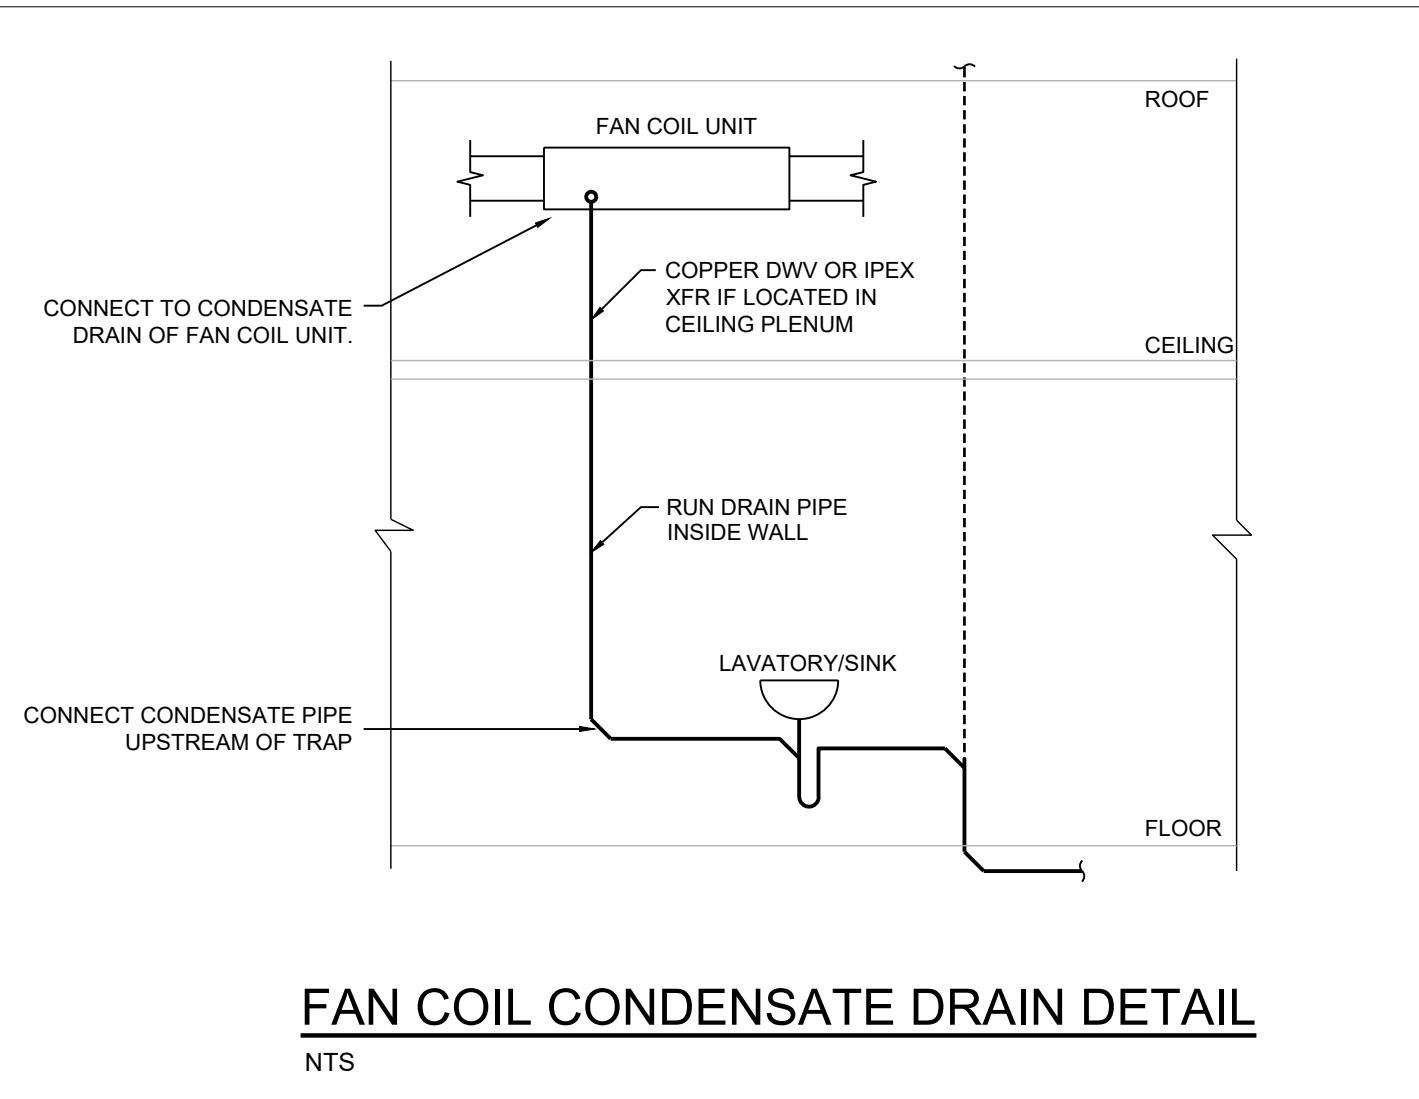 ROOF
FAN COIL UNIT
COPPER DWV OR IPEX
XFR IF LOCATED IN
CEILING PLENUM
CONNECT TO CONDENSATE
DRAIN OF FAN COIL UNIT.
CEILING
RUN DRAIN PIPE
INSIDE WALL
LAVATORY/SINK
CONNECT CONDENSATE PIPE
UPSTREAM OF TRAP
FLOOR
FAN COIL CONDENSATE DRAIN DETAIL
NTS